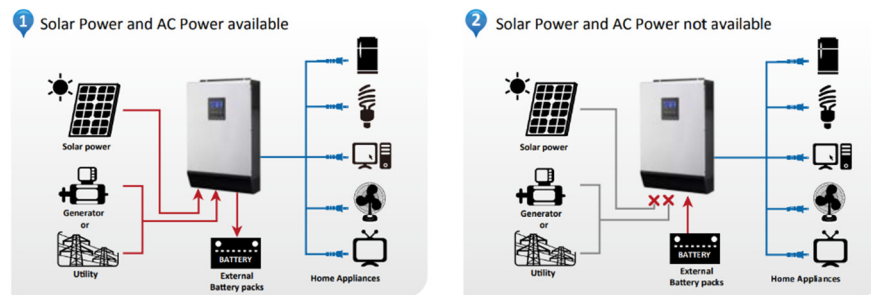 1 Solar Power and AC Power available
Solar power
Generator
or
Utility
BATTERY
External
Battery packs
Home Appliances
2 Solar Power and AC Power not available
Solar power
Generator
or
Utility
BATTERY
External
Battery packs
Home Appliances